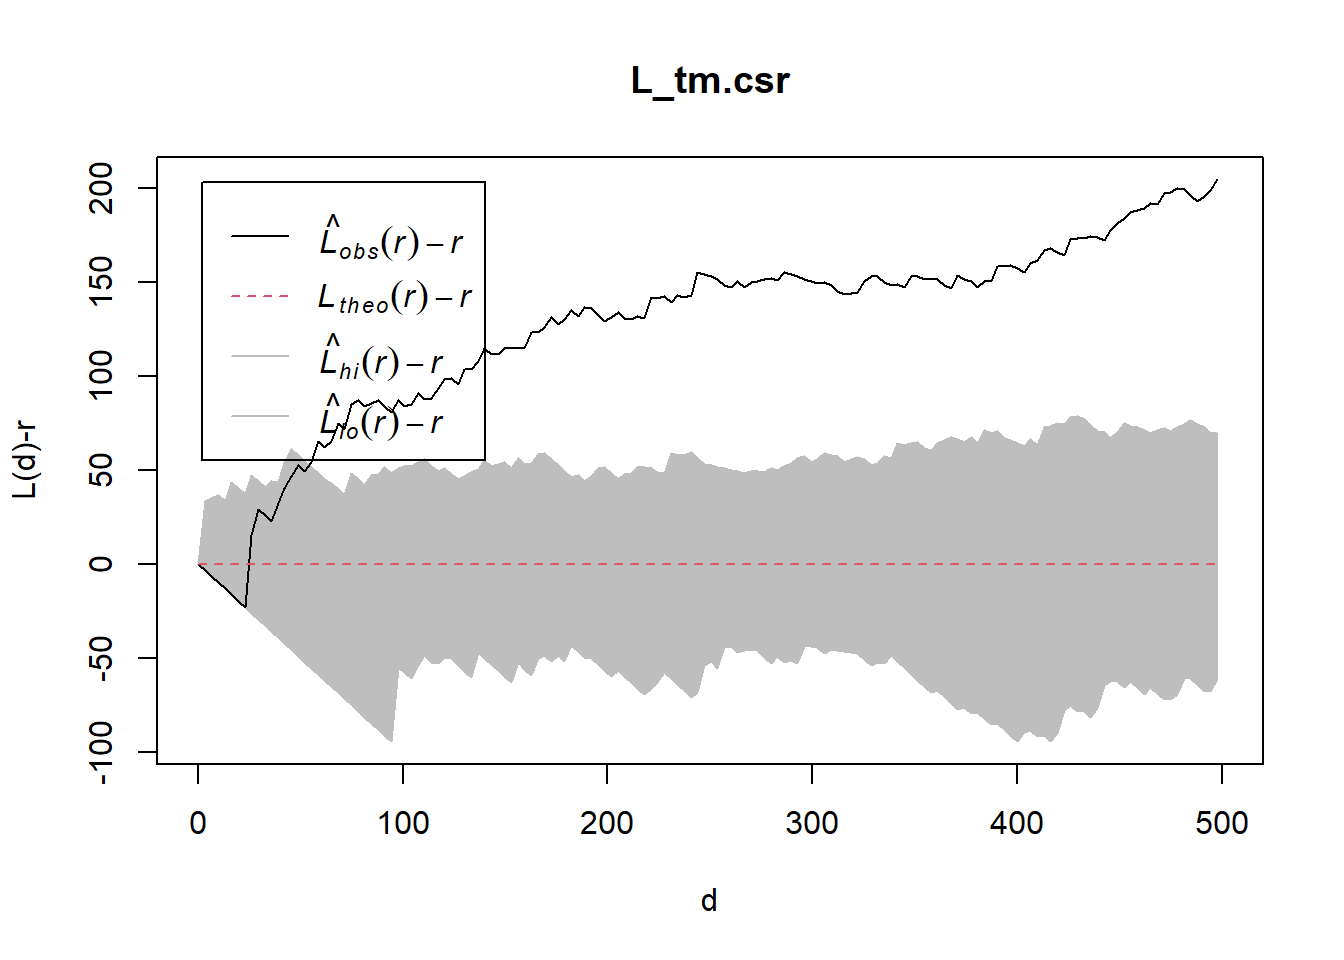 L_tm.csr
L(d)-r
200
150
100
50
0
-50
-100
L̂obs(r) − r
Ltheo(r) − r
L̂hi(r) − r
L̂lo(r) − r
0 100 200 300 400 500
d